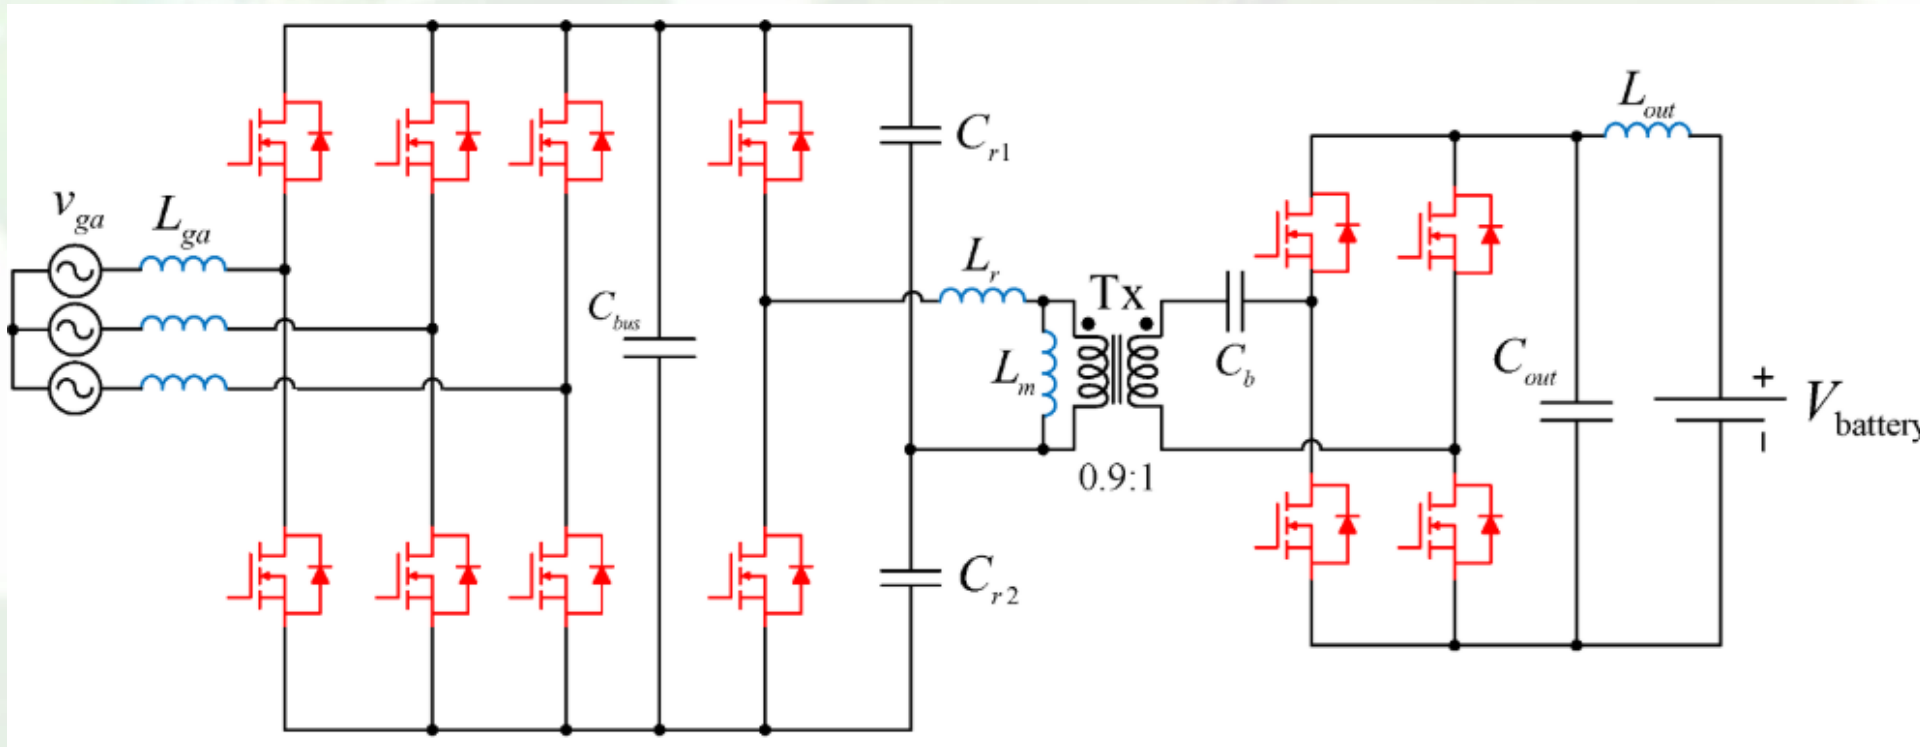 v_ga
L_ga
C_bus
C_r1
C_r2
L_r
L_m
Tx
0.9:1
C_b
C_out
L_out
+
V_battery